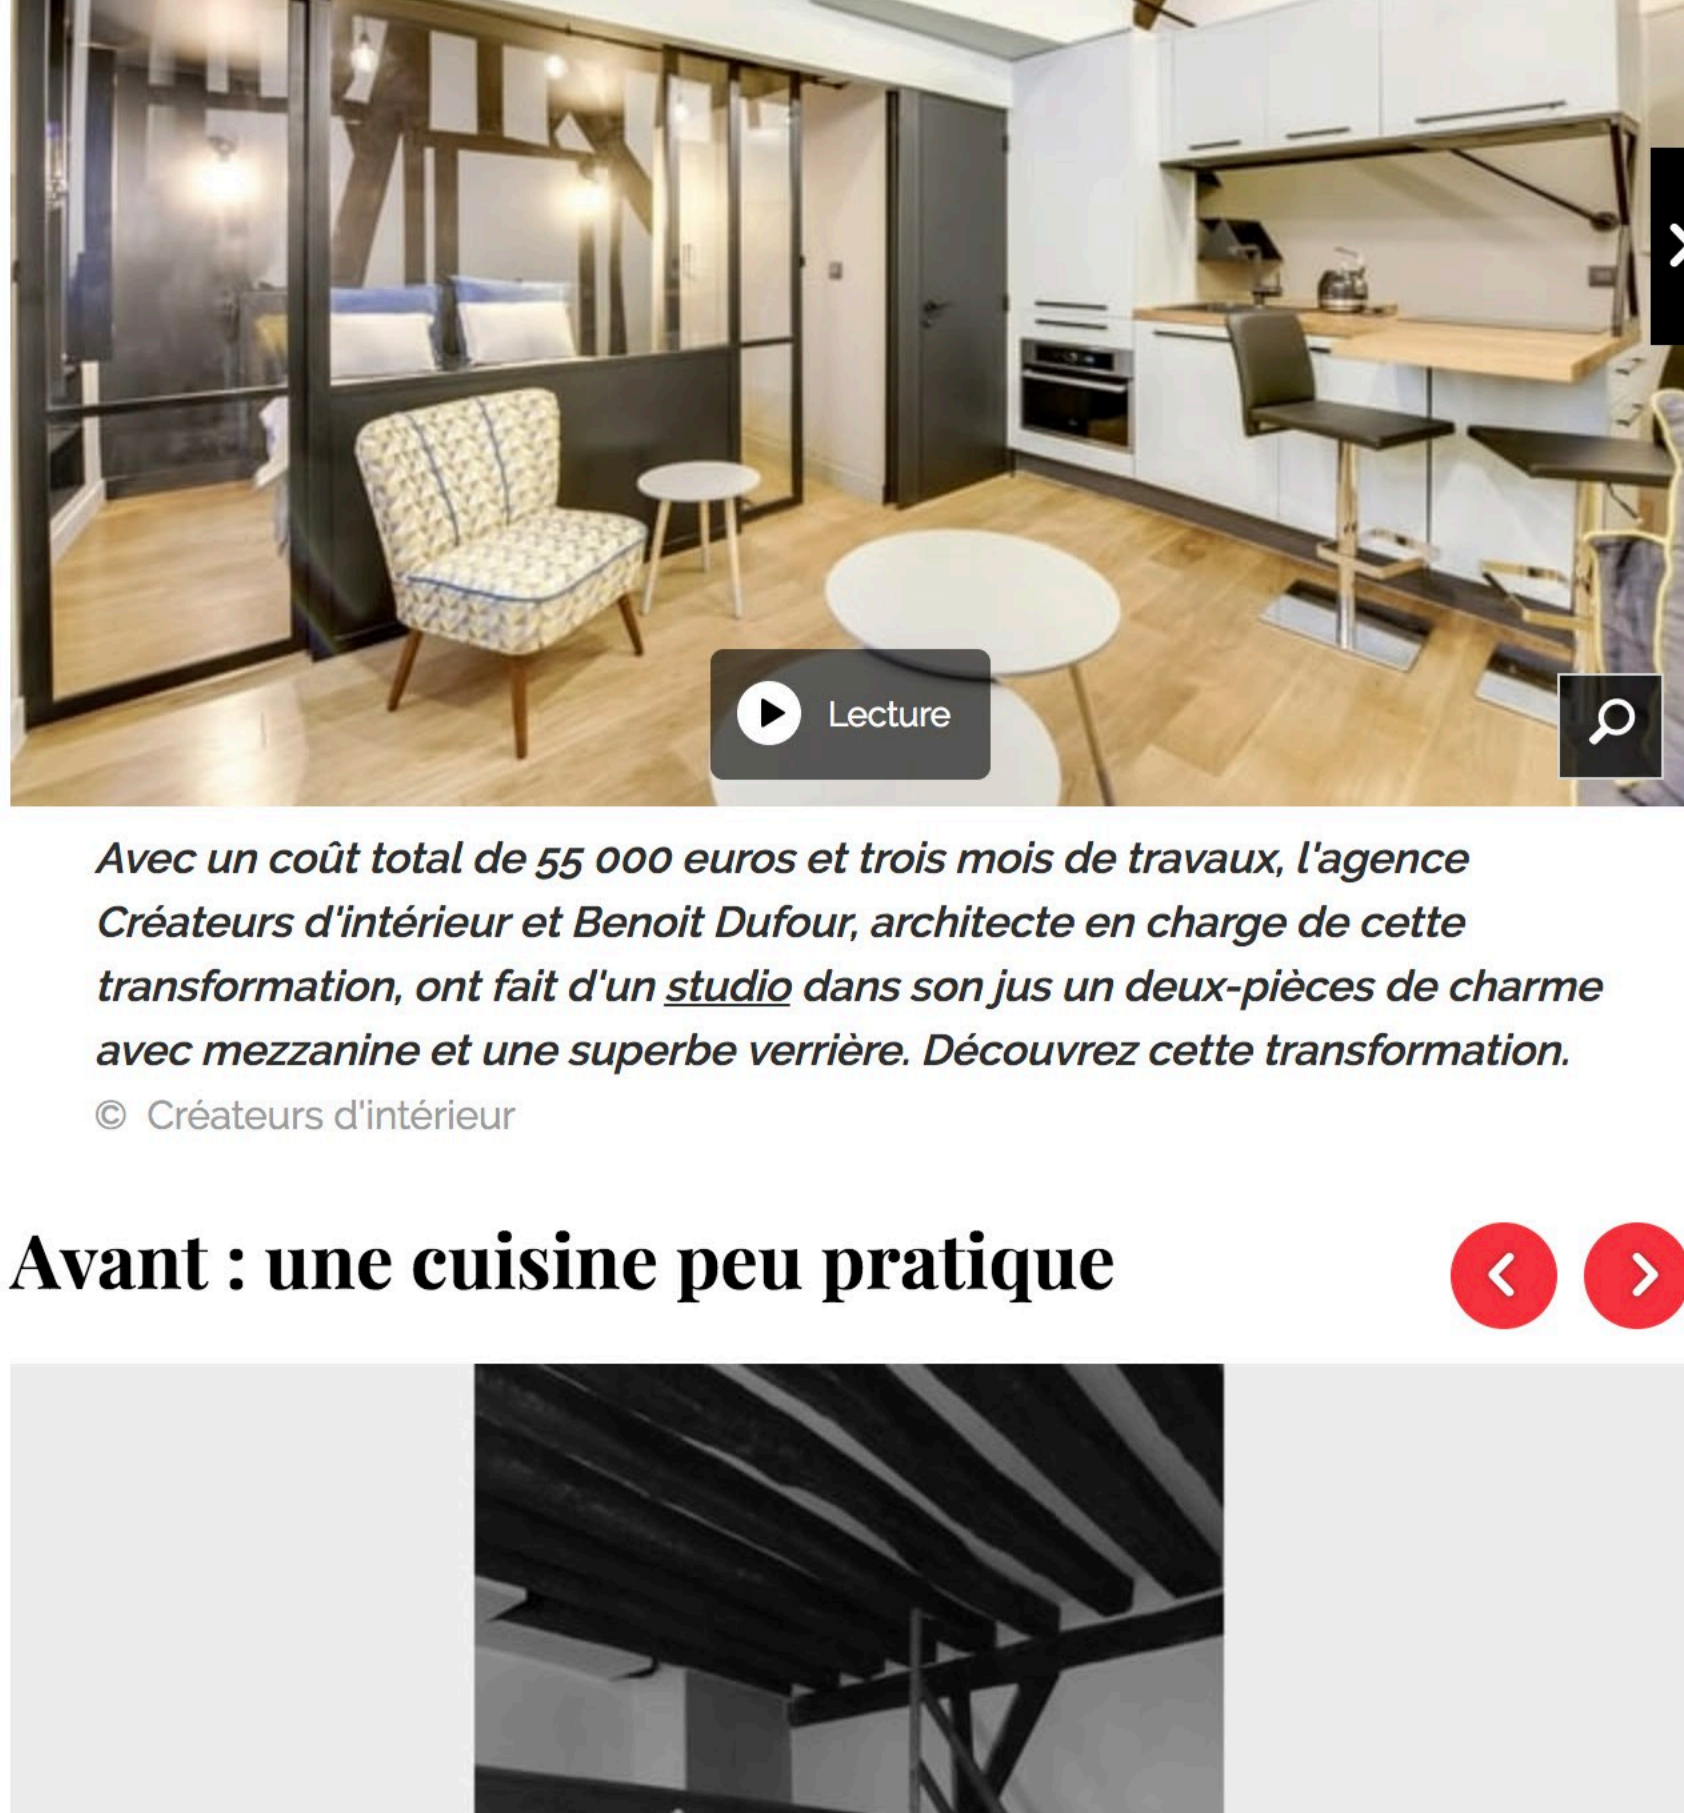 Lecture
Avec un coût total de 55 000 euros et trois mois de travaux, l'agence
Créateurs d'intérieur et Benoit Dufour, architecte en charge de cette
transformation, ont fait d'un studio dans son jus un deux-pièces de charme
avec mezzanine et une superbe verrière. Découvrez cette transformation.
© Créateurs d'intérieur
Avant : une cuisine peu pratique